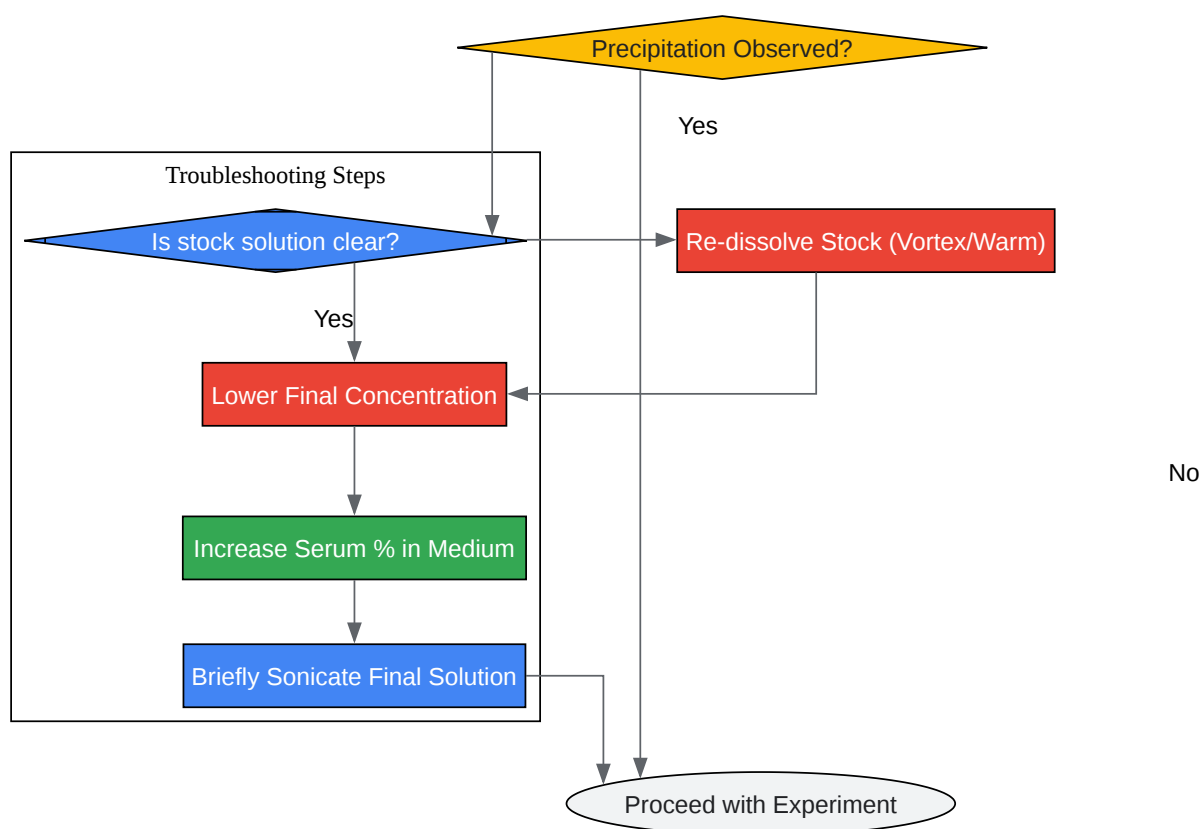 Precipitation Observed?
Yes
Troubleshooting Steps
Is stock solution clear?
Re-dissolve Stock (Vortex/Warm)
Yes
Lower Final Concentration
No
Increase Serum % in Medium
Briefly Sonicate Final Solution
Proceed with Experiment